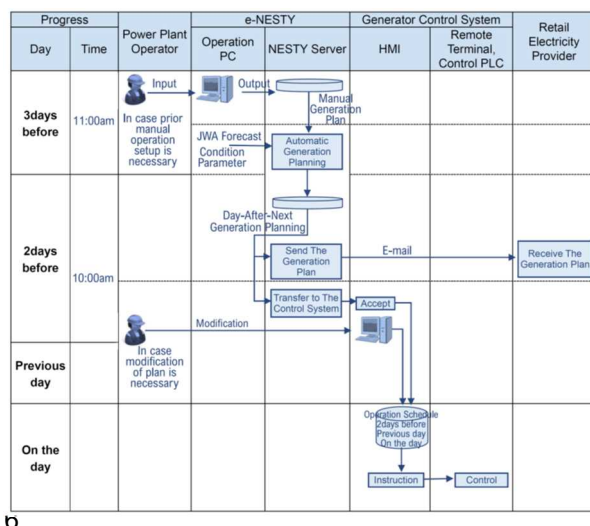 Progress
e-NESTY
Generator Control System
Retail
Electricity
Provider
Day
Time
Power Plant
Operator
Operation
PC
NESTY Server
HMI
Remote
Terminal,
Control PLC
3days
before
11:00am
Input
Output
Manual
Generation
Plan
In case prior
manual
operation
setup is
necessary
JWA Forecast
Condition
Parameter
Automatic
Generation
Planning
2days
before
10:00am
Day-After-Next
Generation Planning
Send The
Generation
Plan
E-mail
Receive The
Generation Plan
Transfer to The
Control System
Accept
Modification
In case
modification
of plan is
necessary
Previous
day
On the
day
Operation Schedule
2days before
Previous day
On the day
Instruction
Control
6